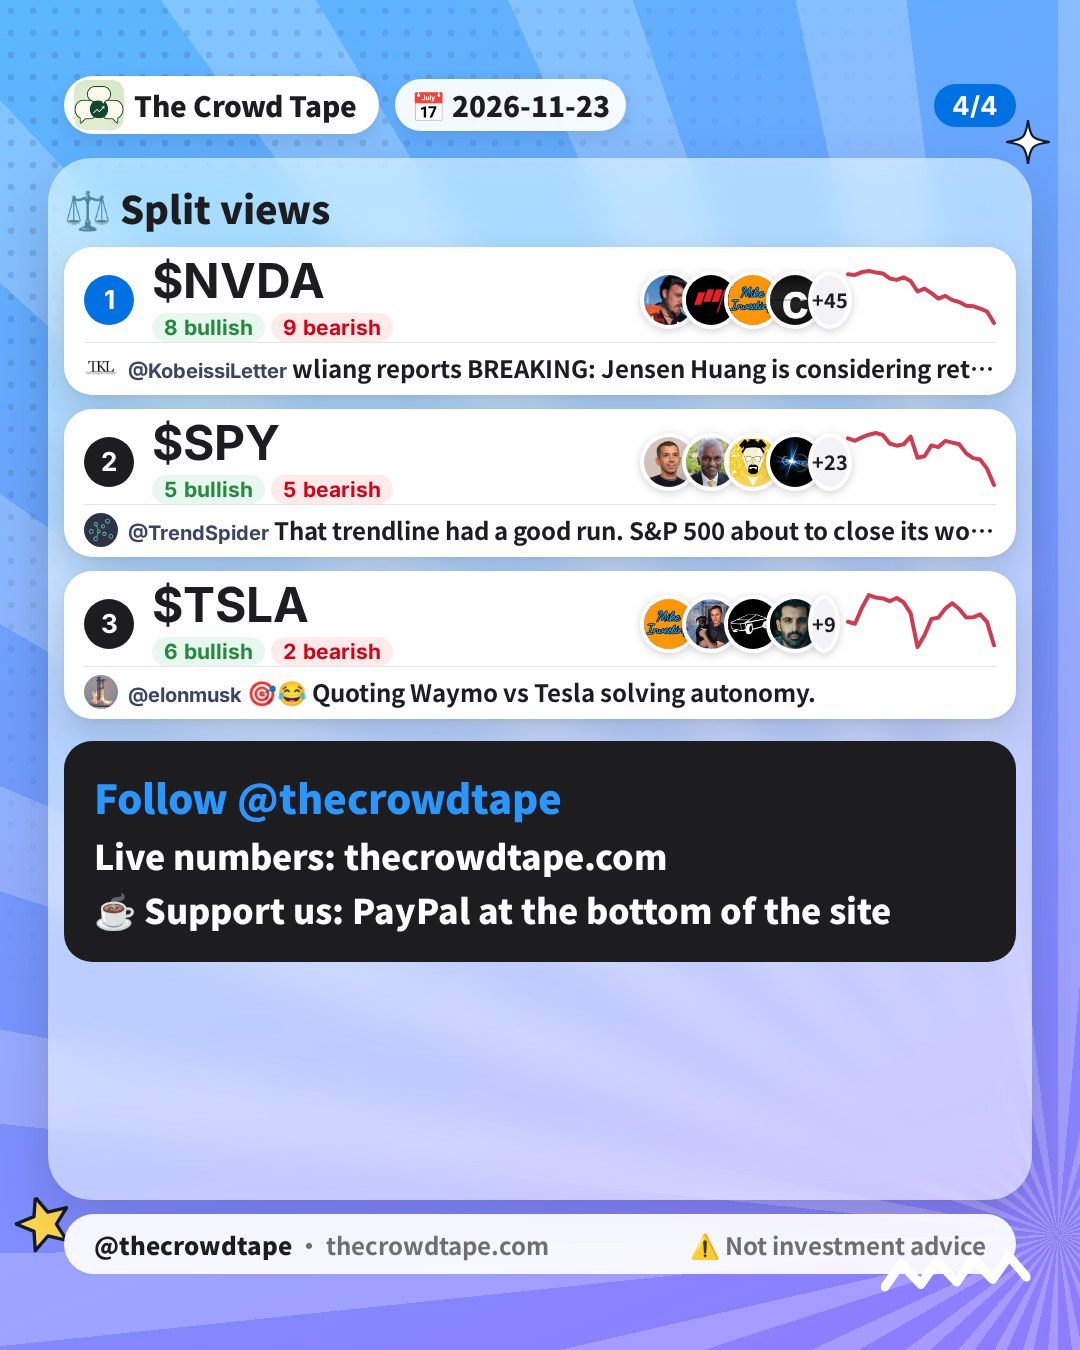 The Crowd Tape
July 2026-11-23
4/4
Split views
1 $NVDA
8 bullish 9 bearish
C +45
TKL @KobeissiLetter wliang reports BREAKING: Jensen Huang is considering ret···
2 $SPY
5 bullish 5 bearish
+23
@TrendSpider That trendline had a good run. S&P 500 about to close its wo···
3 $TSLA
6 bullish 2 bearish
+9
@elonmusk 🎯😂 Quoting Waymo vs Tesla solving autonomy.
Follow @thecrowdtape
Live numbers: thecrowdtape.com
☕ Support us: PayPal at the bottom of the site
@thecrowdtape • thecrowdtape.com
⚠️ Not investment advice